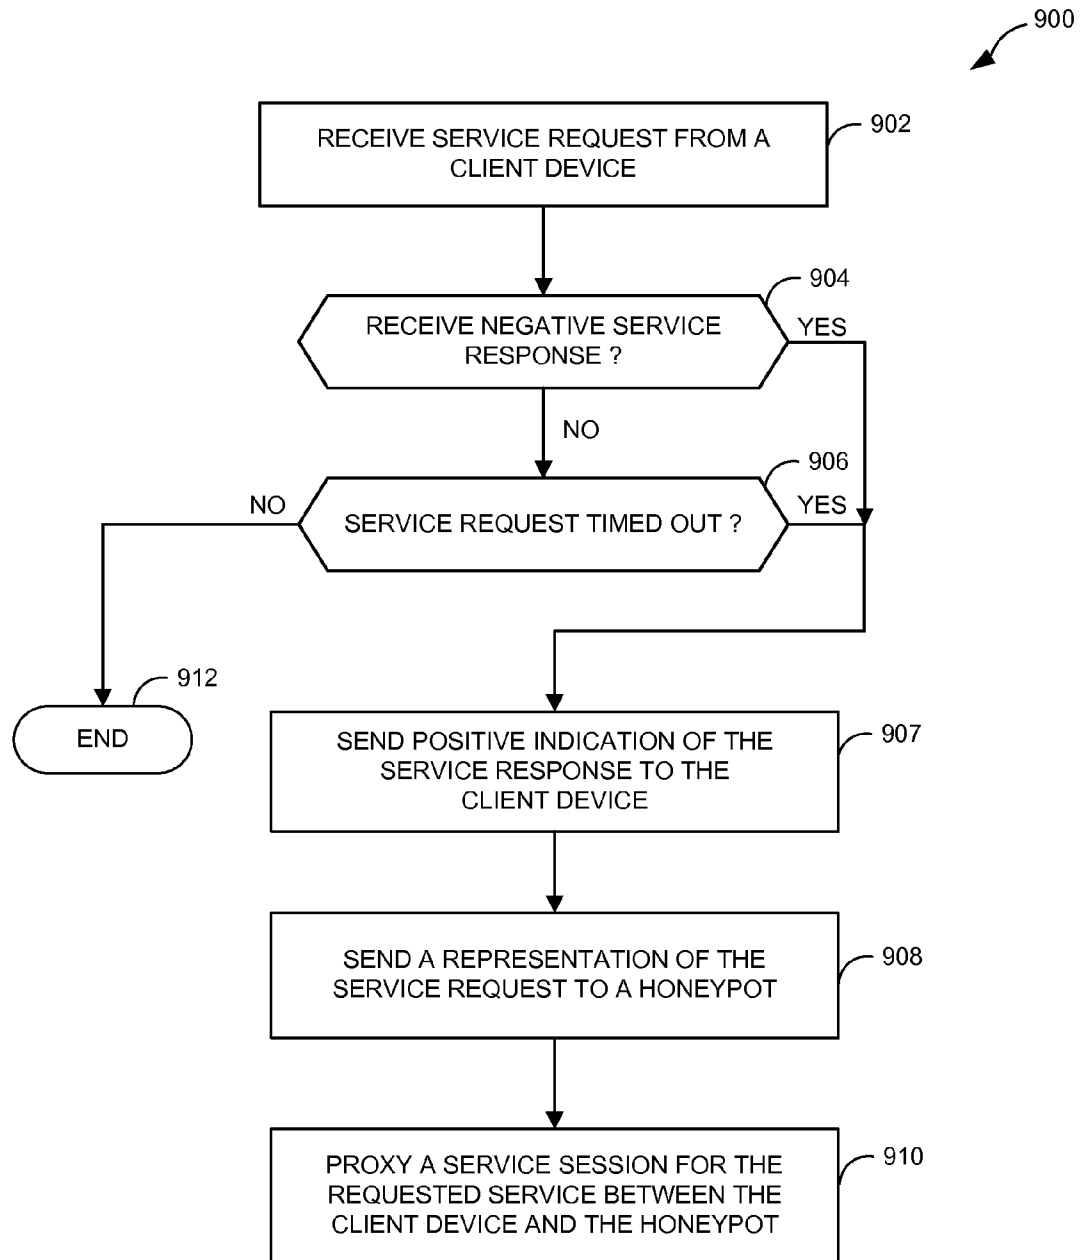 900
RECEIVE SERVICE REQUEST FROM A
CLIENT DEVICE
902
904
RECEIVE NEGATIVE SERVICE
RESPONSE ?
YES
NO
906
NO
SERVICE REQUEST TIMED OUT ?
YES
912
END
SEND POSITIVE INDICATION OF THE
SERVICE RESPONSE TO THE
CLIENT DEVICE
907
SEND A REPRESENTATION OF THE
SERVICE REQUEST TO A HONEYPOT
908
PROXY A SERVICE SESSION FOR THE
REQUESTED SERVICE BETWEEN THE
CLIENT DEVICE AND THE HONEYPOT
910